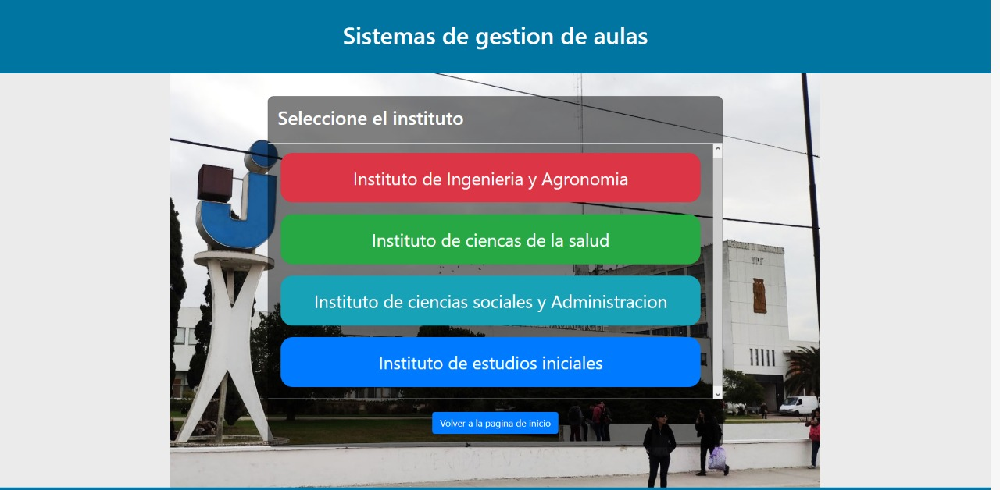 Sistemas de gestion de aulas
Seleccione el instituto
Instituto de Ingenieria y Agronomia
Instituto de ciencas de la salud
Instituto de ciencias sociales y Administracion
Instituto de estudios iniciales
Volver a la pagina de inicio
YPF